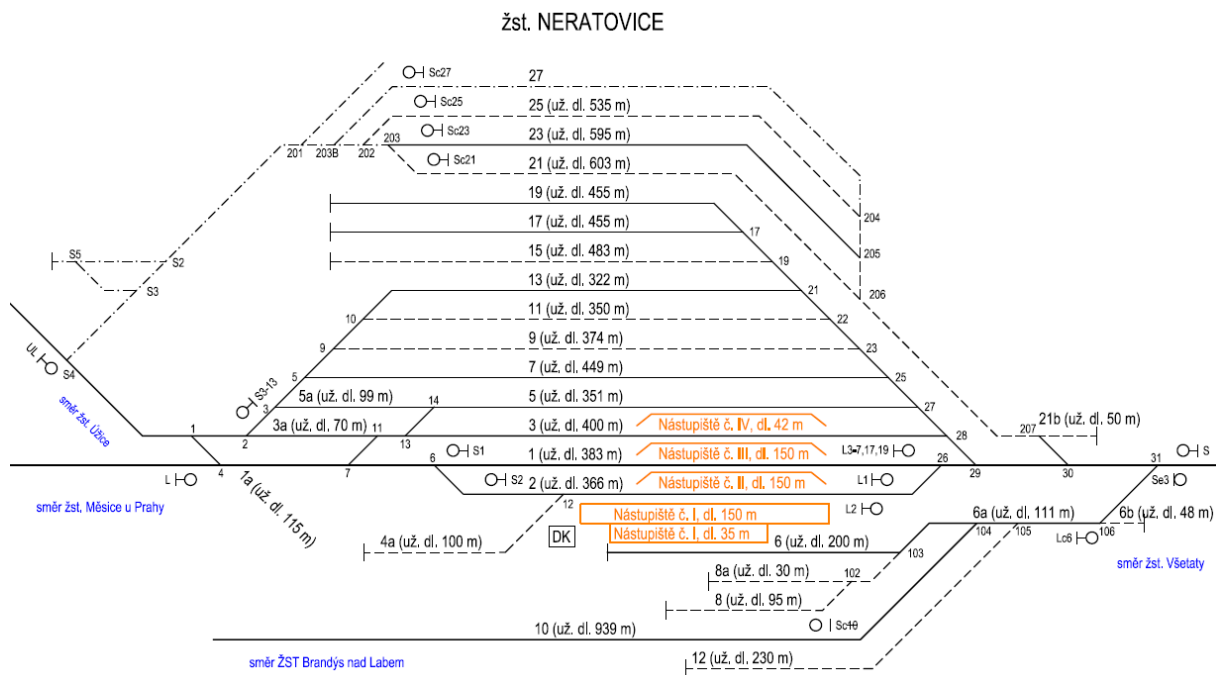 žst. NERATOVICE
Sc27
27
Sc25
25 (už. dl. 535 m)
Sc23
203
23 (už. dl. 595 m)
201
203B
202
Sc21
21 (už. dl. 603 m)
19 (už. dl. 455 m)
204
17 (už. dl. 455 m)
17
S5
S2
15 (už. dl. 483 m)
19
205
S3
13 (už. dl. 322 m)
21
206
10
11 (už. dl. 350 m)
22
9
9 (už. dl. 374 m)
23
UL
S4
5
7 (už. dl. 449 m)
25
S3-13
3
5a (už. dl. 99 m)
14
5 (už. dl. 351 m)
27
směr žst. Úžice
1
2
3a (už. dl. 70 m)
11
13
3 (už. dl. 400 m)
Nástupiště č. IV, dl. 42 m
28
207
21b (už. dl. 50 m)
S1
1 (už. dl. 383 m)
Nástupiště č. III, dl. 150 m
L3-7,17,19
26
31
S
L
4
7
6
29
30
1a (už. dl. 115 m)
S2
2 (už. dl. 366 m)
Nástupiště č. II, dl. 150 m
L1
Se3
směr žst, Měsice u Prahy
12
Nástupiště č. I, dl. 150 m
L2
6a (už. dl. 111 m)
6b (už. dl. 48 m)
DK
Nástupiště č. I, dl. 35 m
104
105
Lc6
106
4a (už. dl. 100 m)
6 (už. dl. 200 m)
103
směr žst. Všetaty
8a (už. dl. 30 m)
102
8 (už. dl. 95 m)
Sc10
10 (už. dl. 939 m)
směr ŽST Brandýs nad Labem
12 (už. dl. 230 m)